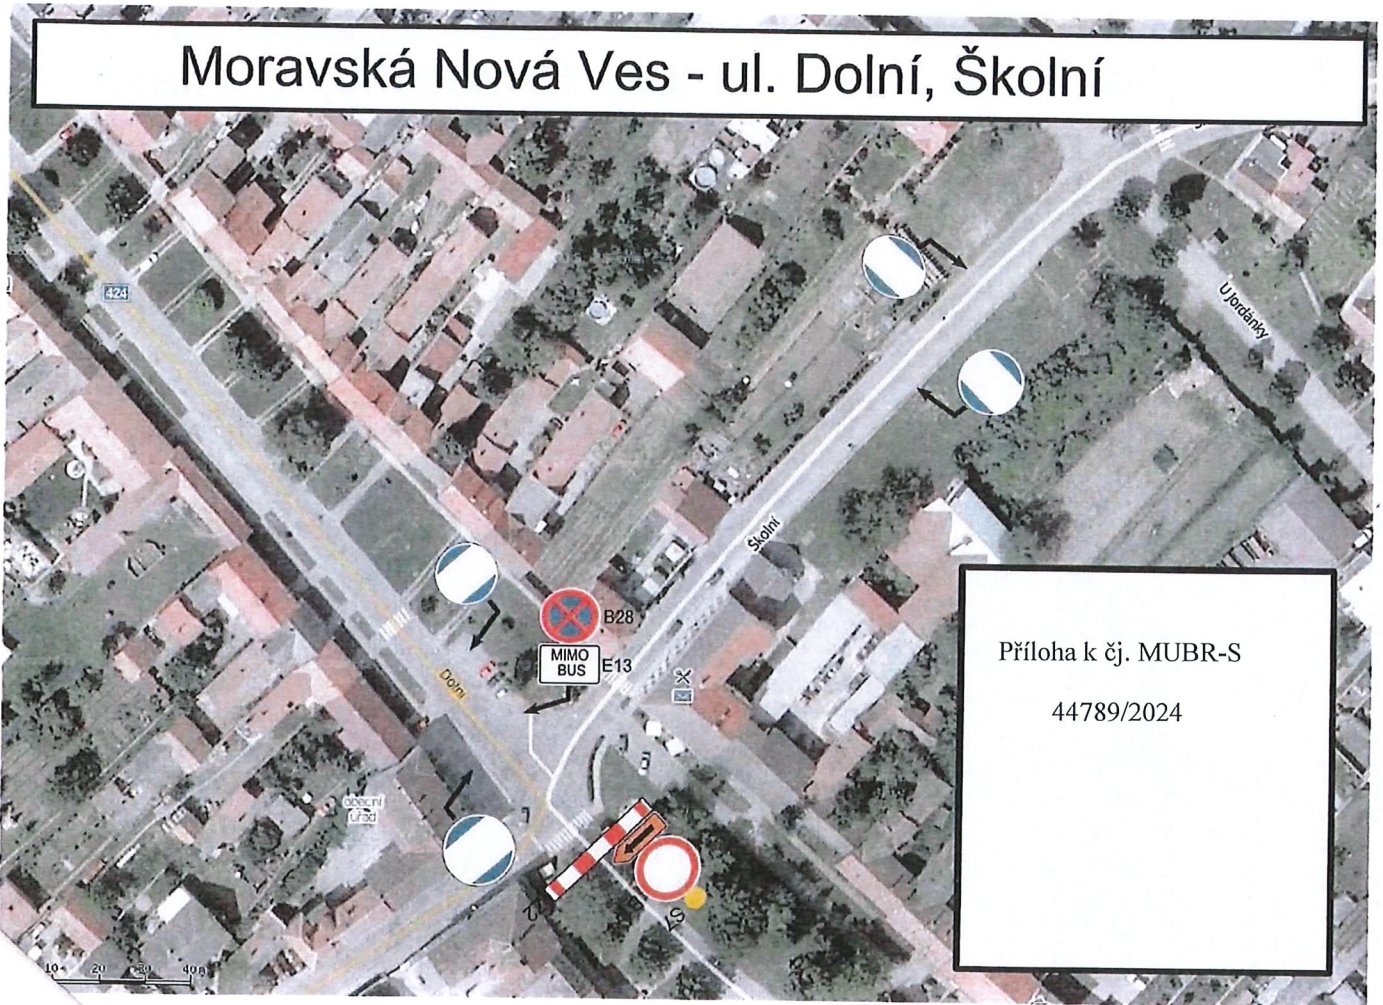 Moravská Nová Ves - ul. Dolní, Školní
424
U Jordánky
Školní
B28
MIMO
BUS
E13
Dolní
Příloha k čj. MUBR-S
44789/2024
obecní
úřad
S7
10 20 30 40